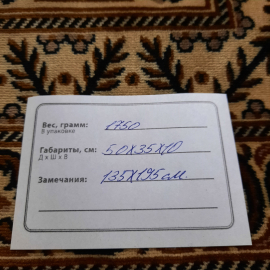 Вес, грамм: 1750
В упаковке
Габариты, см: 50х35х10
Д х Ш х В
Замечания: 135х195 см.